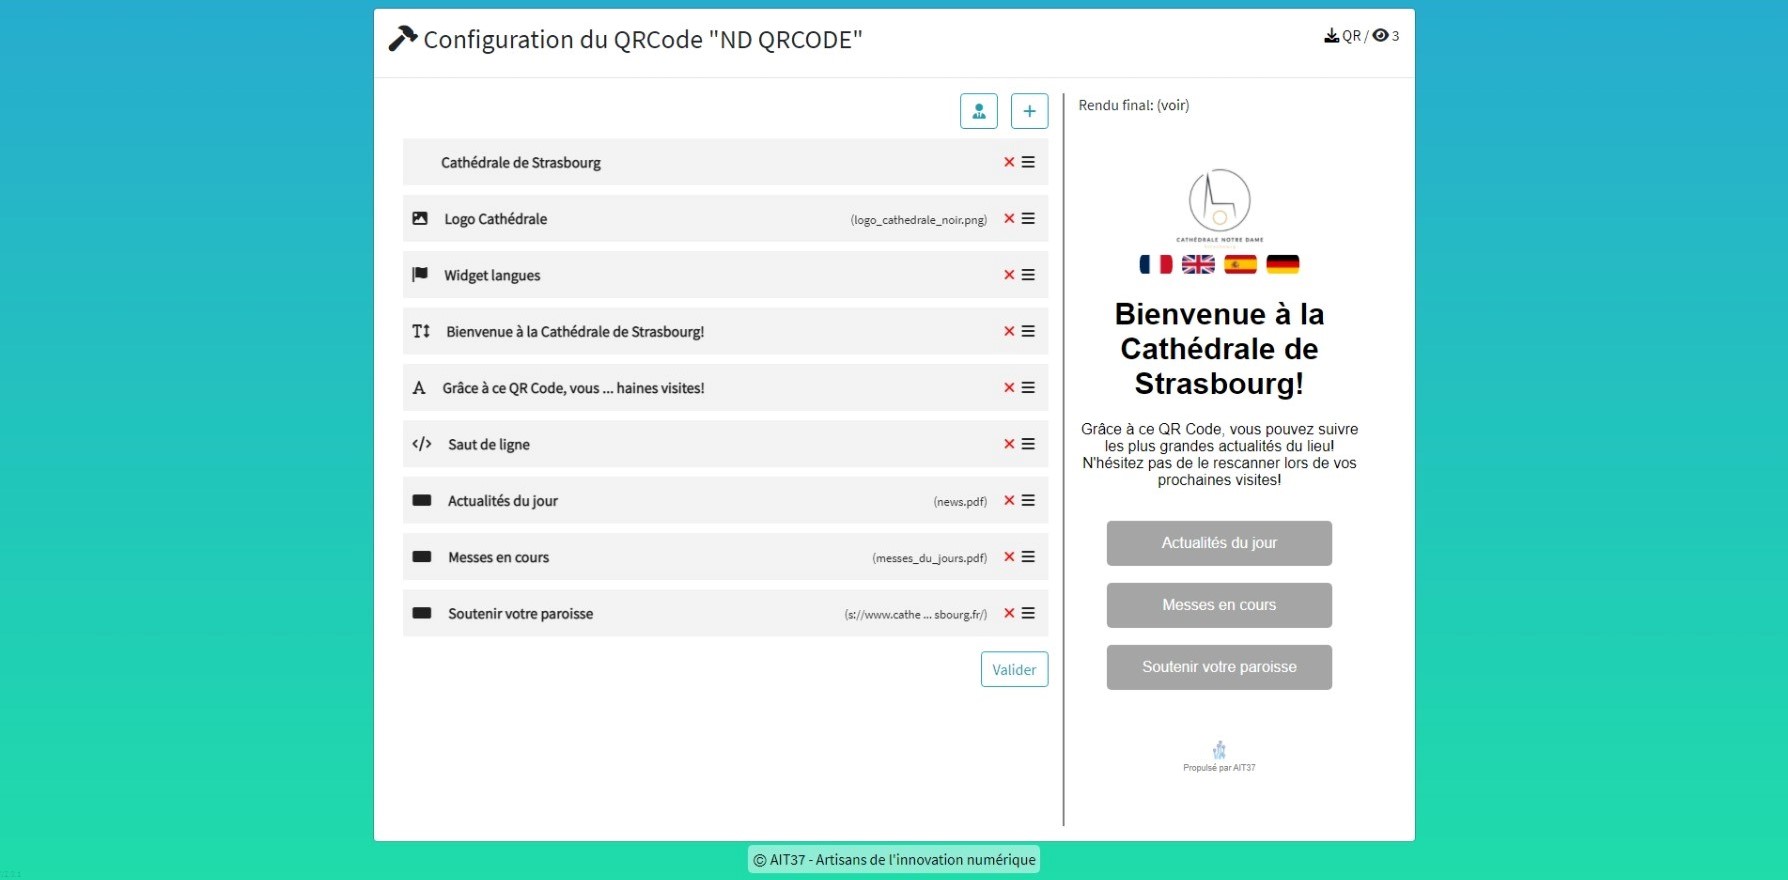 Configuration du QRCode "ND QRCODE"
QR / 3
Cathédrale de Strasbourg
Logo Cathédrale (logo_cathedrale_noir.png)
Widget langues
Bienvenue à la Cathédrale de Strasbourg!
Grâce à ce QR Code, vous ... haines visites!
Saut de ligne
Actualités du jour (news.pdf)
Messes en cours (messes_du_jours.pdf)
Soutenir votre paroisse (s://www.cathe ... sbourg.fr/)
Valider
Rendu final: (voir)
CATHÉDRALE NOTRE DAME
Bienvenue à la
Cathédrale de
Strasbourg!
Grâce à ce QR Code, vous pouvez suivre
les plus grandes actualités du lieu!
N'hésitez pas de le rescanner lors de vos
prochaines visites!
Actualités du jour
Messes en cours
Soutenir votre paroisse
Propulsé par AIT37
© AIT37 - Artisans de l'innovation numérique